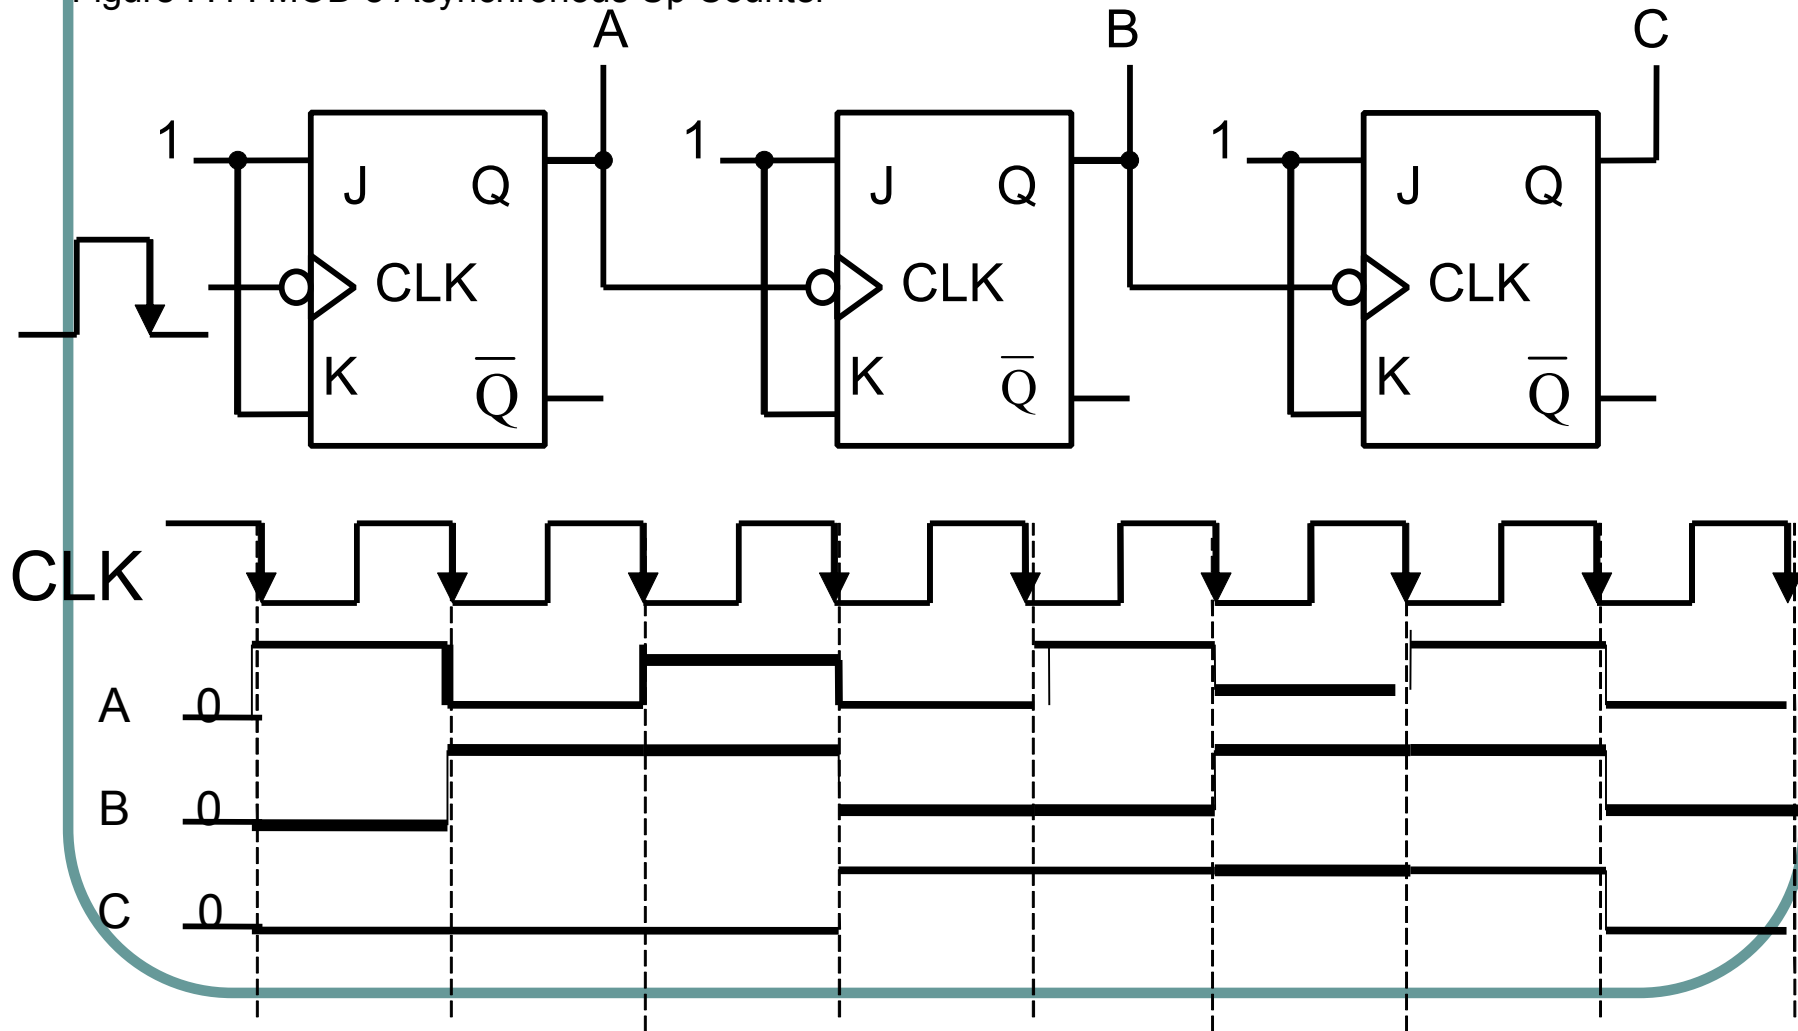 A B C
1 1 1
J Q J Q J Q
CLK CLK CLK
K Q̅ K Q̅ K Q̅
CLK
A 0
B 0
C 0